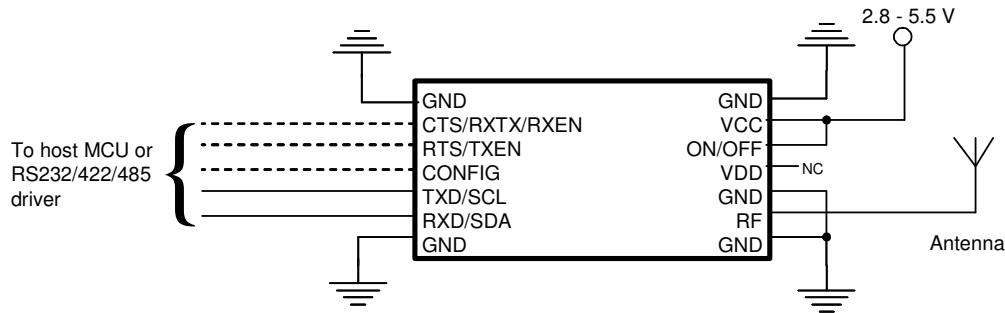 2.8 - 5.5 V
GND
CTS/RXTX/RXEN
RTS/TXEN
CONFIG
TXD/SCL
RXD/SDA
GND
GND
VCC
ON/OFF
VDD
GND
RF
GND
NC
To host MCU or
RS232/422/485
driver
Antenna